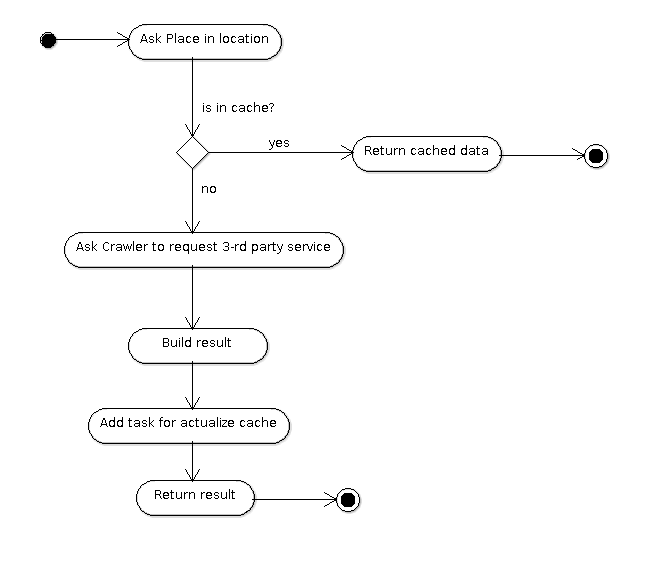 Ask Place in location
is in cache?
yes
Return cached data
no
Ask Crawler to request 3-rd party service
Build result
Add task for actualize cache
Return result